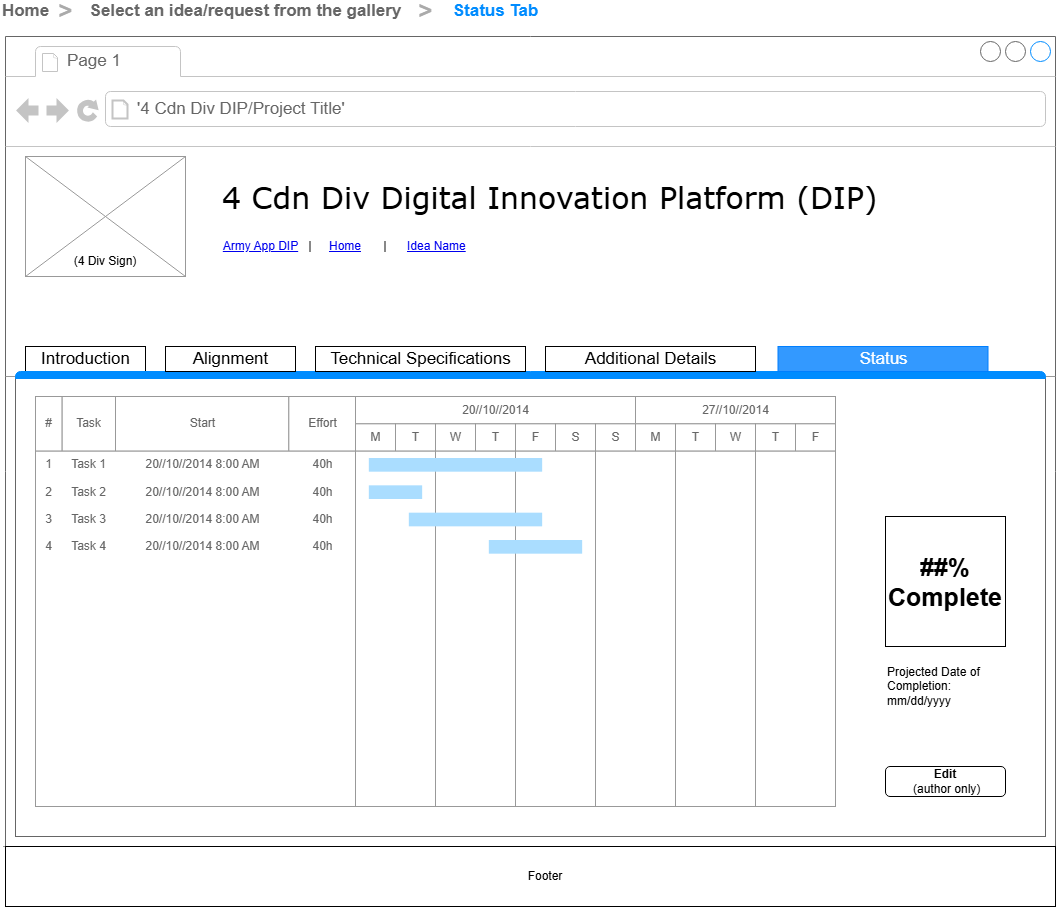 Home > Select an idea/request from the gallery > Status Tab
Page 1
'4 Cdn Div DIP/Project Title'
(4 Div Sign)
4 Cdn Div Digital Innovation Platform (DIP)
Army App DIP | Home | Idea Name
Introduction Alignment Technical Specifications Additional Details Status
# Task Start Effort 20//10//2014 27//10//2014
M T W T F S S M T W T F
1 Task 1 20//10//2014 8:00 AM 40h
2 Task 2 20//10//2014 8:00 AM 40h
3 Task 3 20//10//2014 8:00 AM 40h
4 Task 4 20//10//2014 8:00 AM 40h
##%
Complete
Projected Date of
Completion:
mm/dd/yyyy
Edit
(author only)
Footer